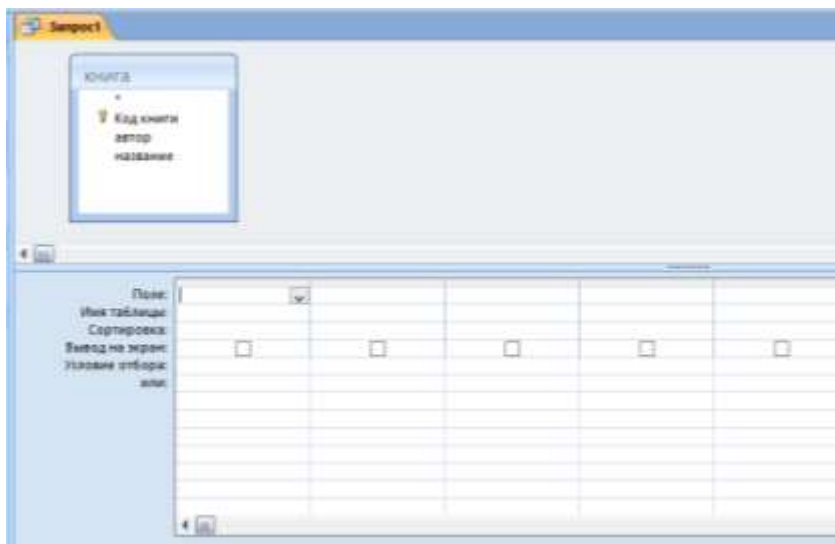 Запрос1
книга
*
Код книги
автор
название
Поле:
Имя таблицы:
Сортировка:
Вывод на экран:
Условие отбора:
или: